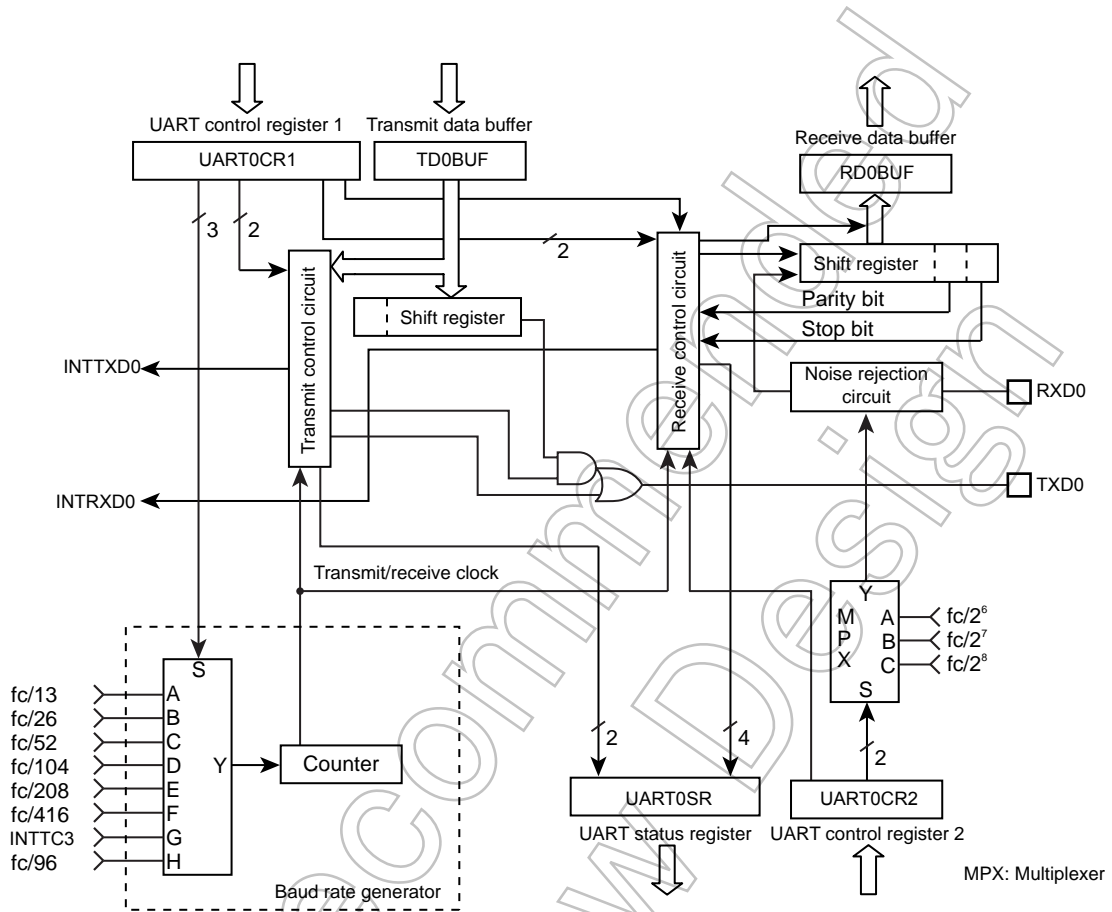 UART control register 1
Transmit data buffer
Receive data buffer
UART0CR1
TD0BUF
RD0BUF
3
2
2
Transmit control circuit
Shift register
Receive control circuit
Shift register
Parity bit
Stop bit
INTTXD0
Noise rejection
circuit
RXD0
INTRXD0
TXD0
Transmit/receive clock
Y
M
P
X
A
B
C
S
fc/2⁶
fc/2⁷
fc/2⁸
S
fc/13
fc/26
fc/52
fc/104
fc/208
fc/416
INTTC3
fc/96
A
B
C
D
E
F
G
H
Y
Counter
2
4
2
UART0SR
UART0CR2
UART status register
UART control register 2
Baud rate generator
MPX: Multiplexer
ecommended
w Design